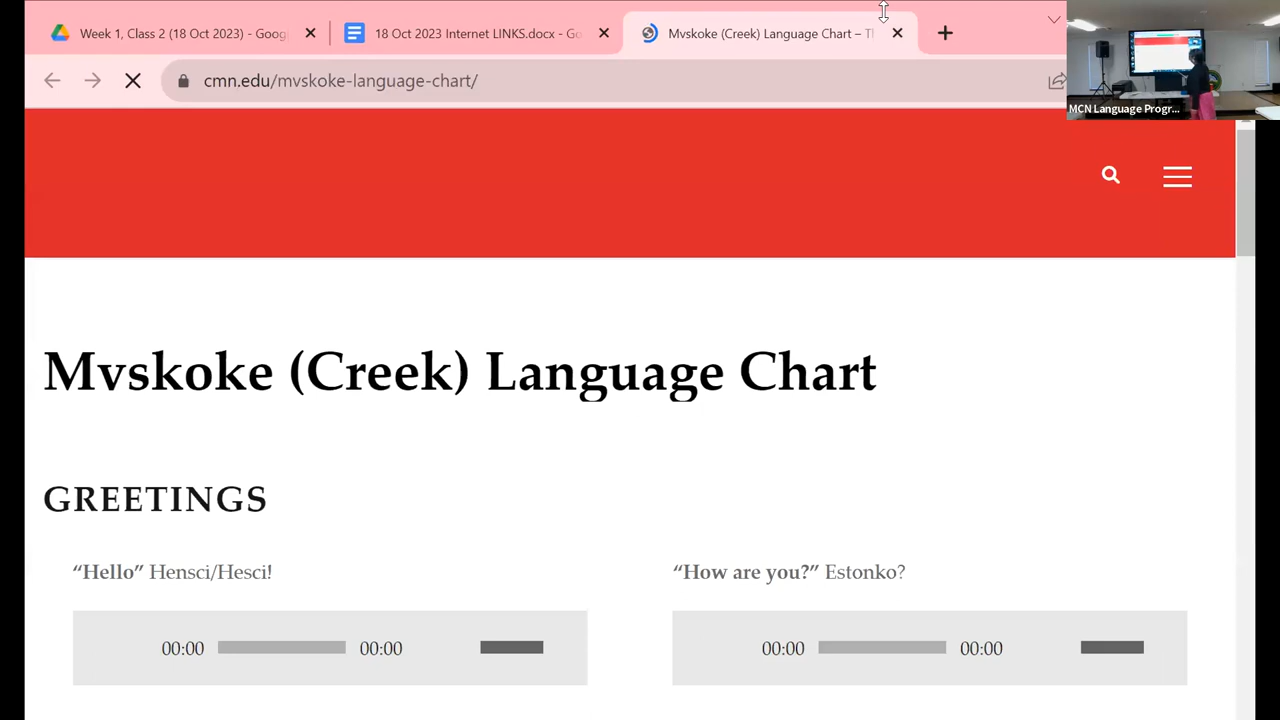 Week 1, Class 2 (18 Oct 2023) - Goog
18 Oct 2023 Internet LINKS.docx - Go
Mvskoke (Creek) Language Chart – Th
cmn.edu/mvskoke-language-chart/
MCN Language Progr...
Mvskoke (Creek) Language Chart
GREETINGS
“Hello” Hensci/Hesci!
“How are you?” Estonko?
00:00 00:00
00:00 00:00